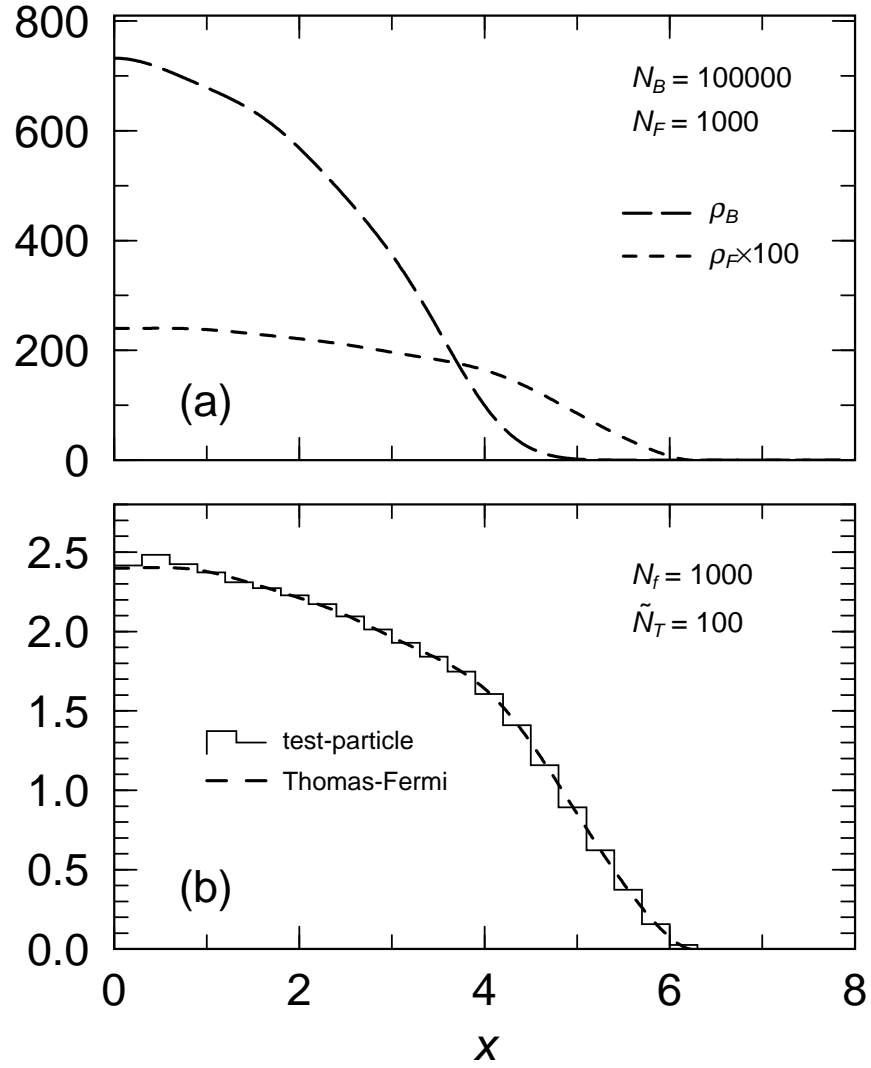 800
600
400
200
0
N_B = 100000
N_F = 1000
ρ_B
ρ_F×100
(a)
2.5
2.0
1.5
1.0
0.5
0.0
N_f = 1000
Ñ_T = 100
test-particle
Thomas-Fermi
(b)
0 2 4 6 8
x